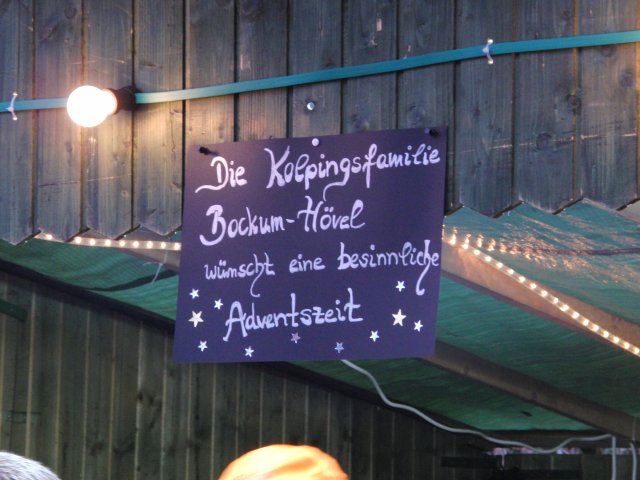 Die Kolpingsfamilie
Bockum-Hövel
wünscht eine besinnliche
Adventszeit